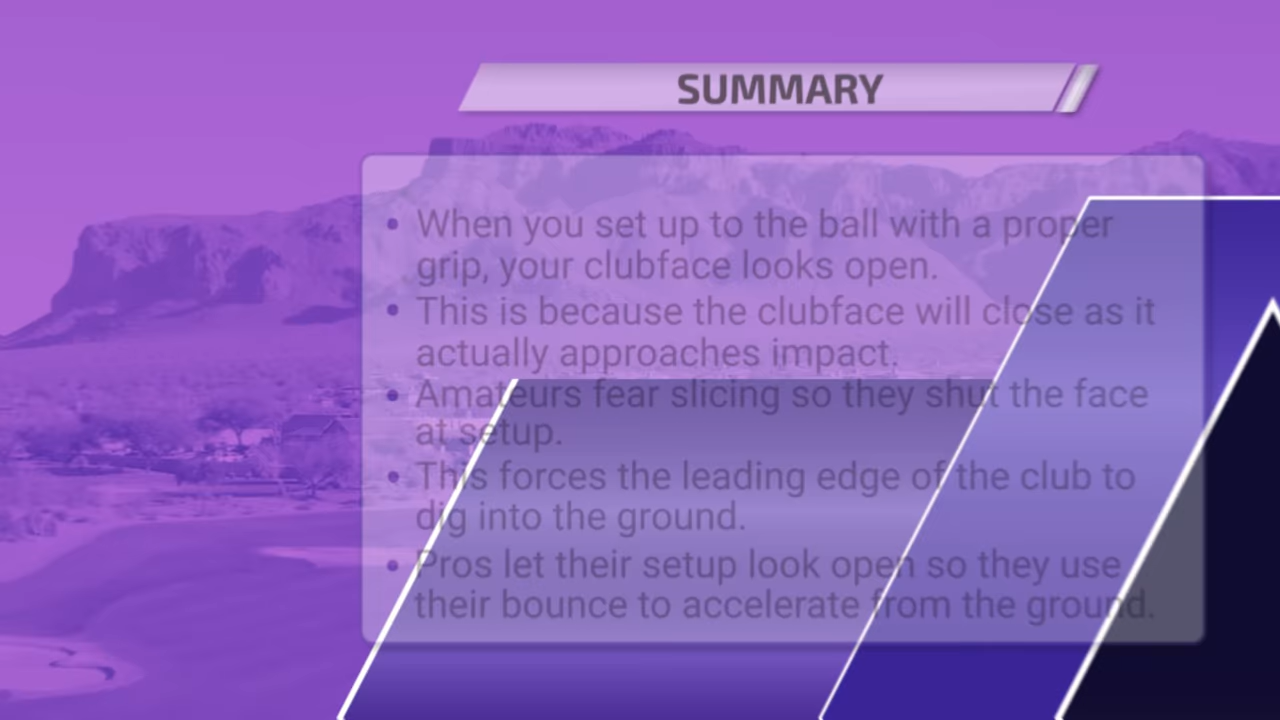 SUMMARY
• When you set up to the ball with a proper
grip, your clubface looks open.
• This is because the clubface will close as it
actually approaches impact.
• Amateurs fear slicing so they shut the face
at setup.
• This forces the leading edge of the club to
dig into the ground.
• Pros let their setup look open so they use
their bounce to accelerate from the ground.